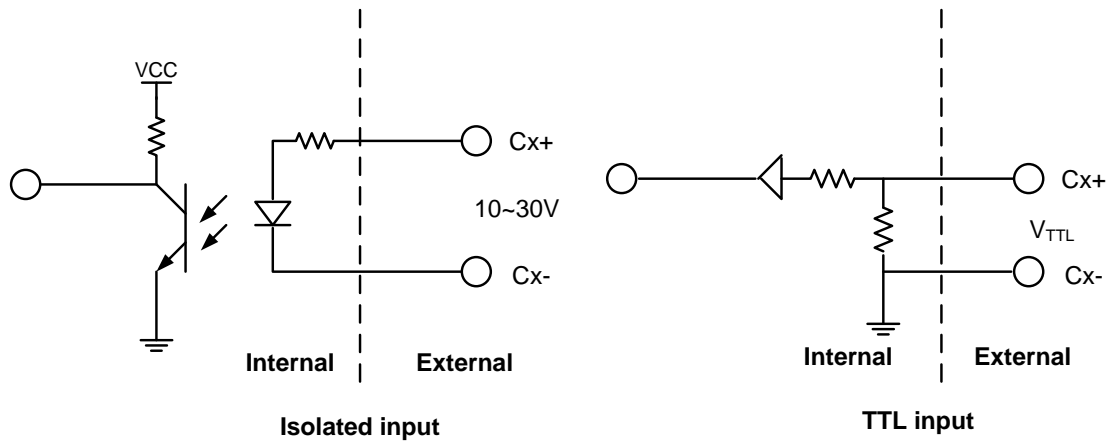 VCC
Cx+
10~30V
Cx-
Internal
External
Isolated input
Cx+
VTTL
Cx-
Internal
External
TTL input